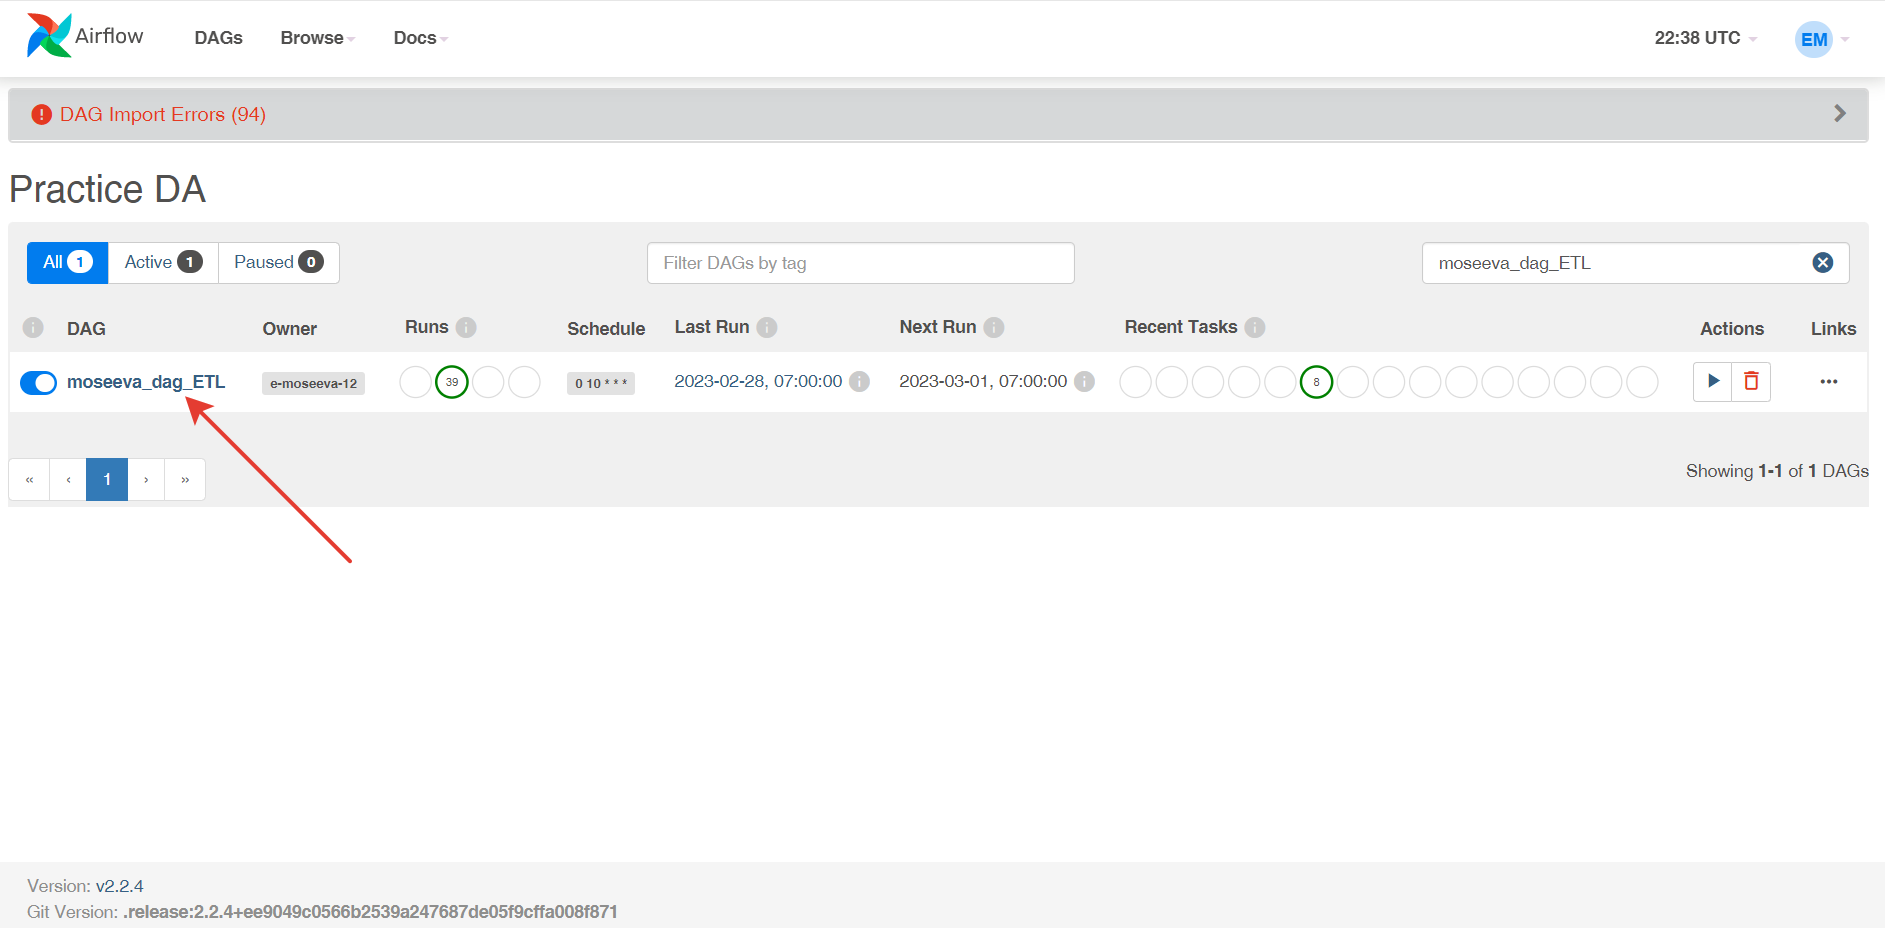 Airflow DAGs Browse Docs 22:38 UTC EM
! DAG Import Errors (94)
Practice DA
All 1 Active 1 Paused 0 Filter DAGs by tag moseeva_dag_ETL
i DAG Owner Runs i Schedule Last Run i Next Run i Recent Tasks i Actions Links
moseeva_dag_ETL e-moseeva-12 39 0 10 * * * 2023-02-28, 07:00:00 i 2023-03-01, 07:00:00 i 8 ...
« ‹ 1 › » Showing 1-1 of 1 DAGs
Version: v2.2.4
Git Version: .release:2.2.4+ee9049c0566b2539a247687de05f9cffa008f871